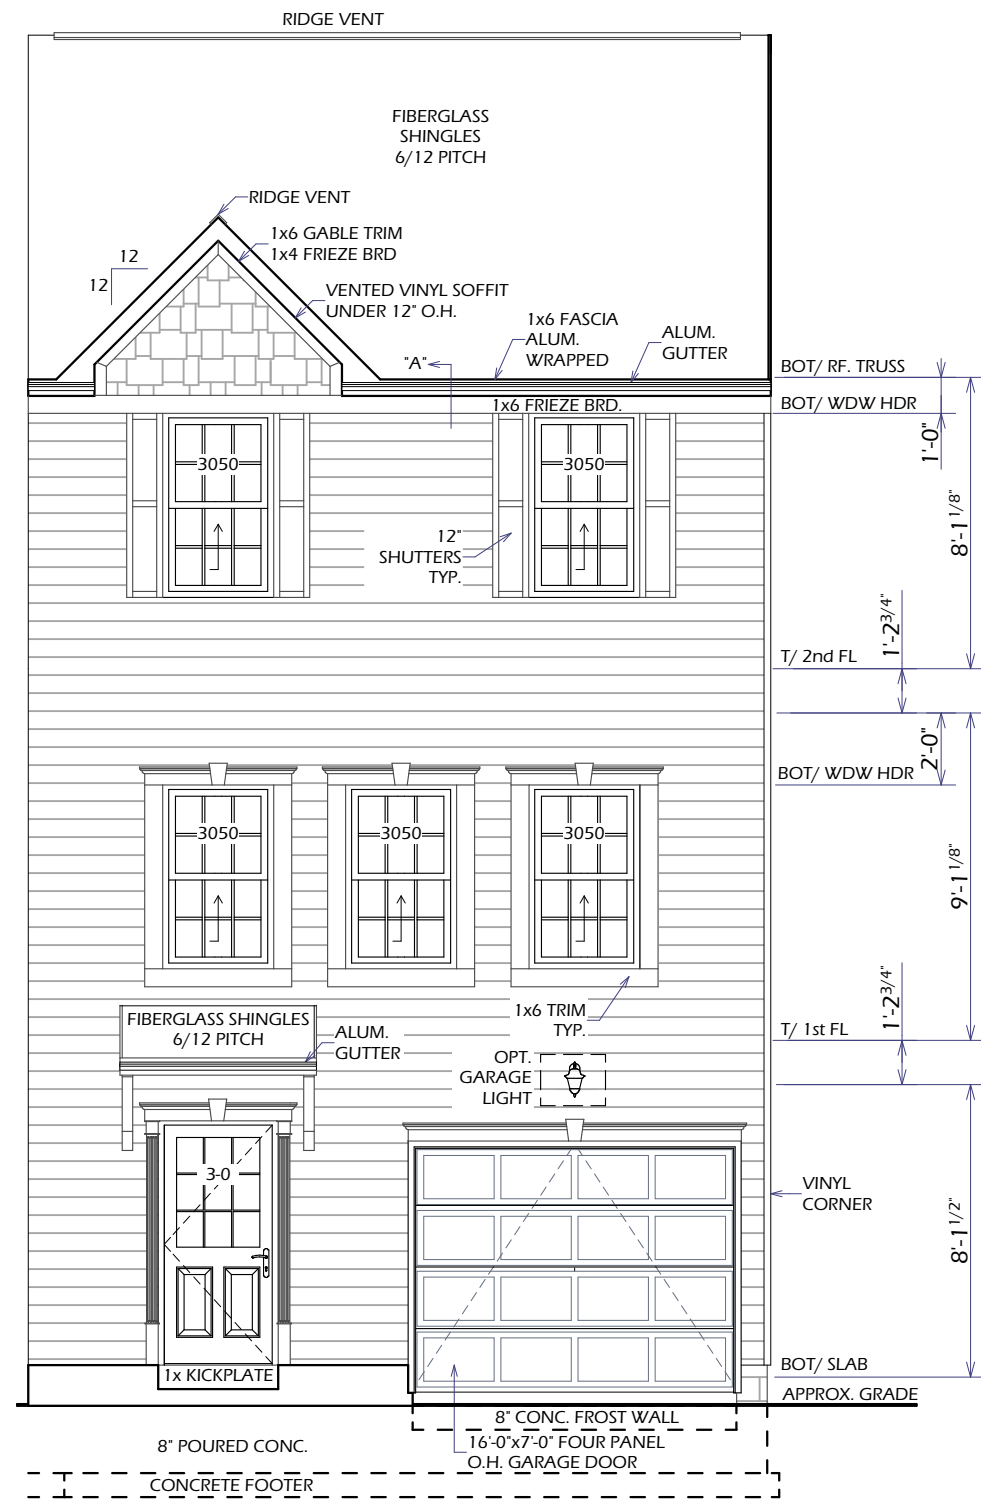 RIDGE VENT
FIBERGLASS
SHINGLES
6/12 PITCH
RIDGE VENT
1x6 GABLE TRIM
1x4 FRIEZE BRD
12
12
VENTED VINYL SOFFIT
UNDER 12" O.H.
1x6 FASCIA
ALUM.
WRAPPED
ALUM.
GUTTER
"A"
BOT/ RF. TRUSS
1x6 FRIEZE BRD.
BOT/ WDW HDR
1'-0"
3050
3050
8'-1 1/8"
12"
SHUTTERS
TYP.
1'-2 3/4"
T/ 2nd FL
2'-0"
BOT/ WDW HDR
3050
3050
3050
9'-1 1/8"
1x6 TRIM
TYP.
1'-2 3/4"
T/ 1st FL
FIBERGLASS SHINGLES
6/12 PITCH
ALUM.
GUTTER
OPT.
GARAGE
LIGHT
3-0
VINYL
CORNER
8'-1 1/2"
1x KICKPLATE
BOT/ SLAB
APPROX. GRADE
8" CONC. FROST WALL
8" POURED CONC.
16'-0"x7'-0" FOUR PANEL
O.H. GARAGE DOOR
CONCRETE FOOTER